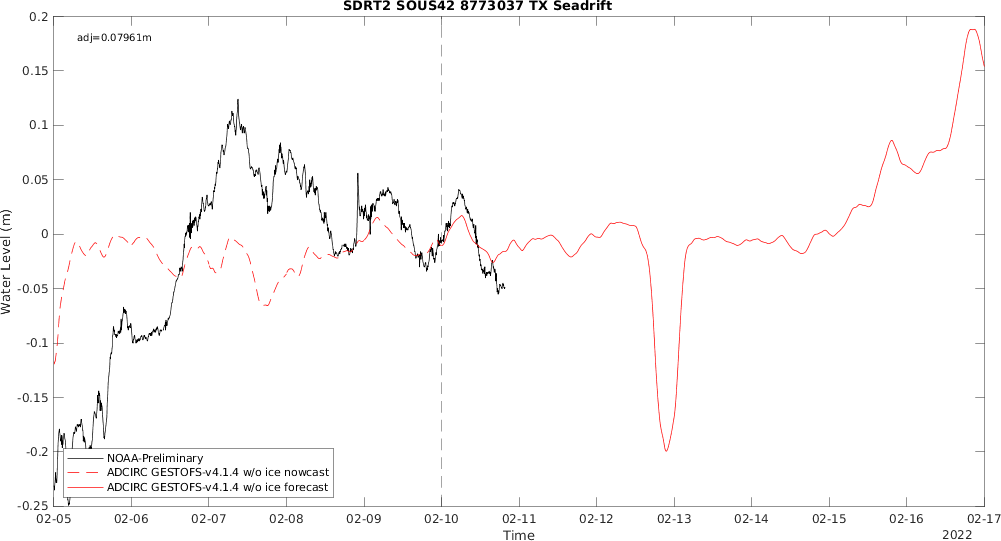 SDRT2 SOUS42 8773037 TX Seadrift
adj=0.07961m
0.2
0.15
0.1
0.05
0
-0.05
-0.1
-0.15
-0.2
-0.25
Water Level (m)
NOAA-Preliminary
ADCIRC GESTOFS-v4.1.4 w/o ice nowcast
ADCIRC GESTOFS-v4.1.4 w/o ice forecast
02-05 02-06 02-07 02-08 02-09 02-10 02-11 02-12 02-13 02-14 02-15 02-16 02-17
Time
2022